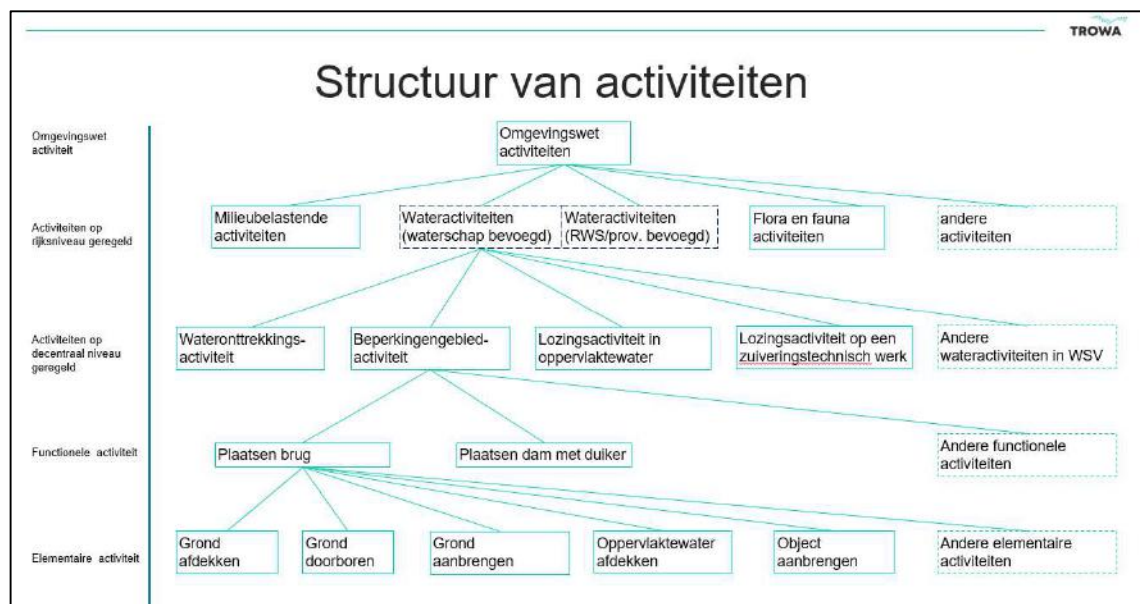 TROWA
Structuur van activiteiten
Omgevingswet
activiteit
Omgevingswet
activiteiten
Activiteiten op
rijksniveau geregeld
Milieubelastende
activiteiten
Wateractiviteiten
(waterschap bevoegd)
Wateractiviteiten
(RWS/prov. bevoegd)
Flora en fauna
activiteiten
andere
activiteiten
Activiteiten op
decentraal niveau
geregeld
Wateronttrekkings-
activiteit
Beperkingengebied-
activiteit
Lozingsactiviteit in
oppervlaktewater
Lozingsactiviteit op een
zuiveringstechnisch werk
Andere
wateractiviteiten in WSV
Functionele activiteit
Plaatsen brug
Plaatsen dam met duiker
Andere functionele
activiteiten
Elementaire activiteit
Grond
afdekken
Grond
doorboren
Grond
aanbrengen
Oppervlaktewater
afdekken
Object
aanbrengen
Andere elementaire
activiteiten